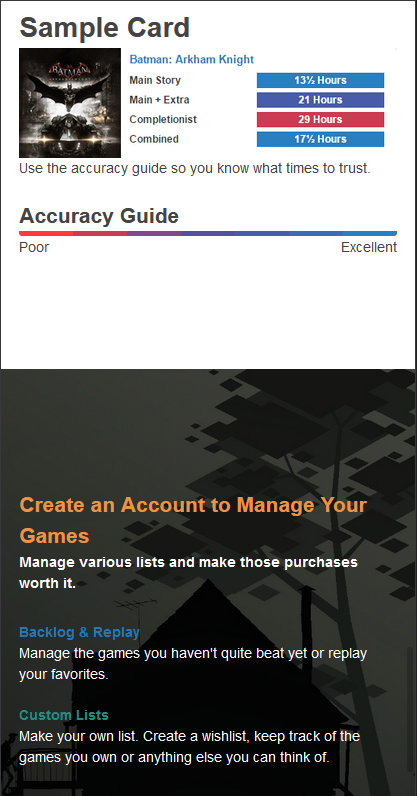 Sample Card
BATMAN
Batman: Arkham Knight
Main Story 13½ Hours
Main + Extra 21 Hours
Completionist 29 Hours
Combined 17½ Hours
Use the accuracy guide so you know what times to trust.
Accuracy Guide
Poor Excellent
Create an Account to Manage Your
Games
Manage various lists and make those purchases
worth it.
Backlog & Replay
Manage the games you haven't quite beat yet or replay
your favorites.
Custom Lists
Make your own list. Create a wishlist, keep track of the
games you own or anything else you can think of.